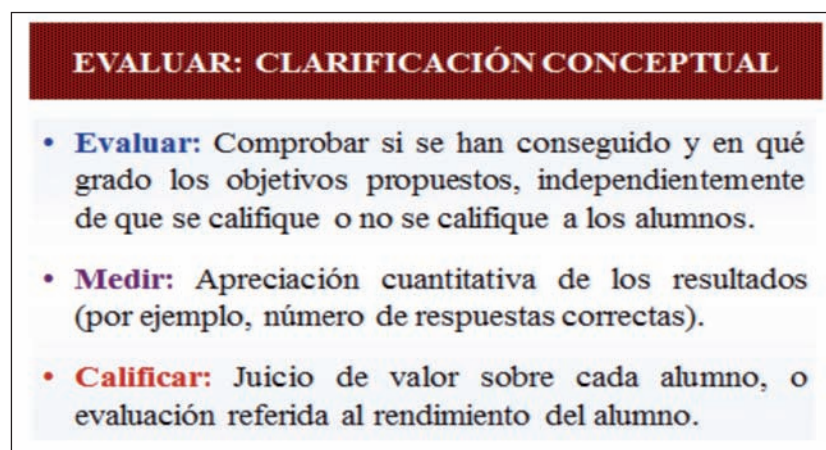 EVALUAR: CLARIFICACIÓN CONCEPTUAL
• Evaluar: Comprobar si se han conseguido y en qué
grado los objetivos propuestos, independientemente
de que se califique o no se califique a los alumnos.
• Medir: Apreciación cuantitativa de los resultados
(por ejemplo, número de respuestas correctas).
• Calificar: Juicio de valor sobre cada alumno, o
evaluación referida al rendimiento del alumno.